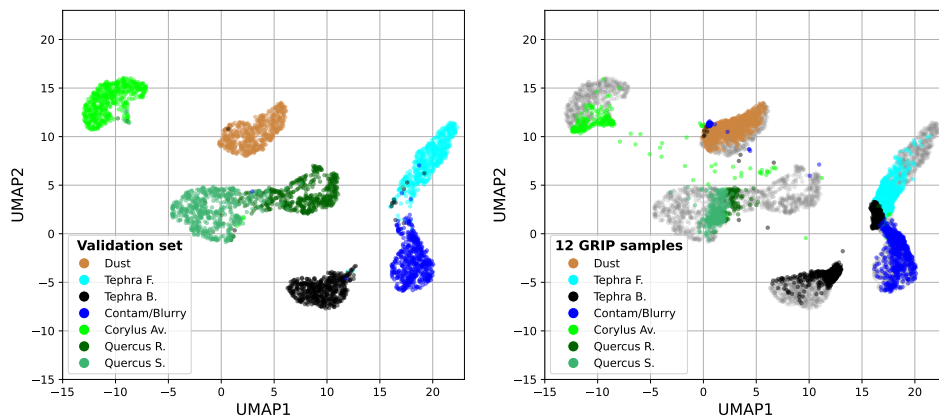 20
15
10
5
0
−5
−10
−15
UMAP2
Validation set
Dust
Tephra F.
Tephra B.
Contam/Blurry
Corylus Av.
Quercus R.
Quercus S.
−15 −10 −5 0 5 10 15 20
UMAP1
20
15
10
5
0
−5
−10
−15
UMAP2
12 GRIP samples
Dust
Tephra F.
Tephra B.
Contam/Blurry
Corylus Av.
Quercus R.
Quercus S.
−15 −10 −5 0 5 10 15 20
UMAP1